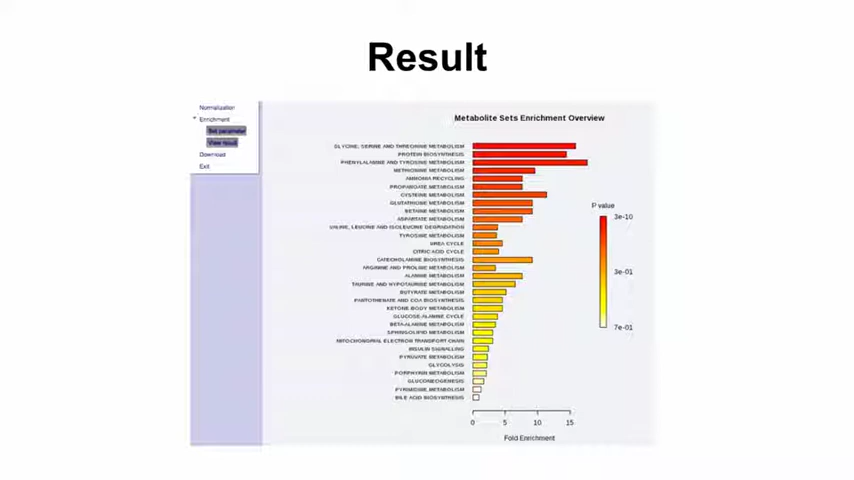 Result
Normalization
Enrichment
Set parameter
View result
Download
Exit
Metabolite Sets Enrichment Overview
GLYCINE, SERINE AND THREONINE METABOLISM
PROTEIN BIOSYNTHESIS
PHENYLALANINE AND TYROSINE METABOLISM
METHIONINE METABOLISM
AMMONIA RECYCLING
PROPANOATE METABOLISM
CYSTEINE METABOLISM
GLUTATHIONE METABOLISM
BETAINE METABOLISM
ASPARTATE METABOLISM
VALINE, LEUCINE AND ISOLEUCINE DEGRADATION
TYROSINE METABOLISM
UREA CYCLE
CITRIC ACID CYCLE
CATECHOLAMINE BIOSYNTHESIS
ARGININE AND PROLINE METABOLISM
ALANINE METABOLISM
TAURINE AND HYPOTAURINE METABOLISM
BUTYRATE METABOLISM
PANTOTHENATE AND COA BIOSYNTHESIS
KETONE BODY METABOLISM
GLUCOSE-ALANINE CYCLE
BETA-ALANINE METABOLISM
SPHINGOLIPID METABOLISM
MITOCHONDRIAL ELECTRON TRANSPORT CHAIN
INSULIN SIGNALLING
PYRUVATE METABOLISM
GLYCOLYSIS
PORPHYRIN METABOLISM
GLUCONEOGENESIS
PYRIMIDINE METABOLISM
BILE ACID BIOSYNTHESIS
P value
3e-10
3e-01
7e-01
0 5 10 15
Fold Enrichment